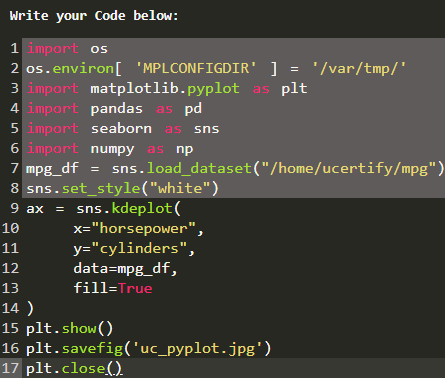 Write your Code below:
1 import os
2 os.environ[ 'MPLCONFIGDIR' ] = '/var/tmp/'
3 import matplotlib.pyplot as plt
4 import pandas as pd
5 import seaborn as sns
6 import numpy as np
7 mpg_df = sns.load_dataset("/home/ucertify/mpg")
8 sns.set_style("white")
9 ax = sns.kdeplot(
10 x="horsepower",
11 y="cylinders",
12 data=mpg_df,
13 fill=True
14 )
15 plt.show()
16 plt.savefig('uc_pyplot.jpg')
17 plt.close()